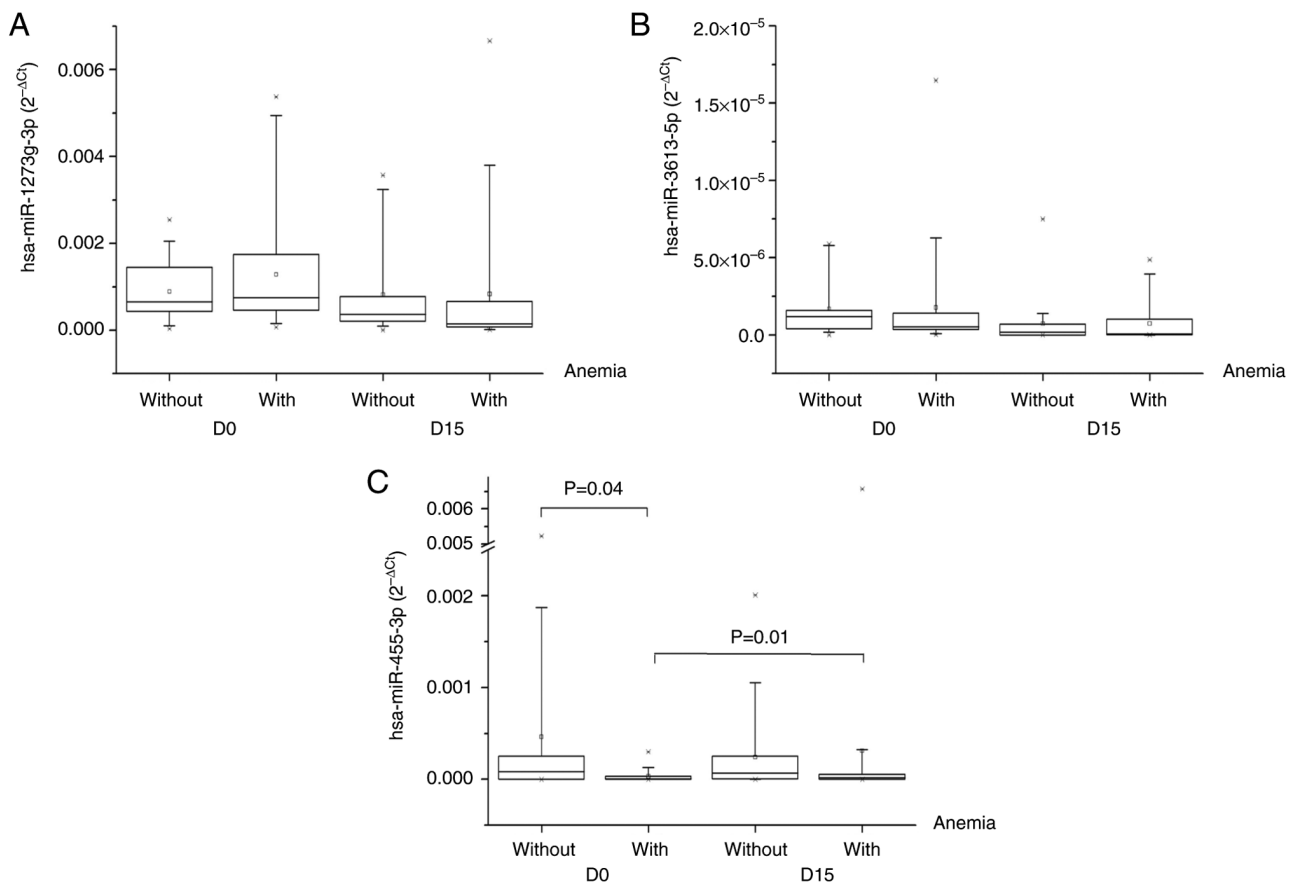 A
hsa-miR-1273g-3p (2⁻ΔCt)
0.006
0.004
0.002
0.000
Without With Without With
Anemia
D0 D15
B
hsa-miR-3613-5p (2⁻ΔCt)
2.0×10⁻⁵
1.5×10⁻⁵
1.0×10⁻⁵
5.0×10⁻⁶
0.0
Without With Without With
Anemia
D0 D15
C
hsa-miR-455-3p (2⁻ΔCt)
0.006
0.005
0.002
0.001
0.000
P=0.04
P=0.01
Without With Without With
Anemia
D0 D15